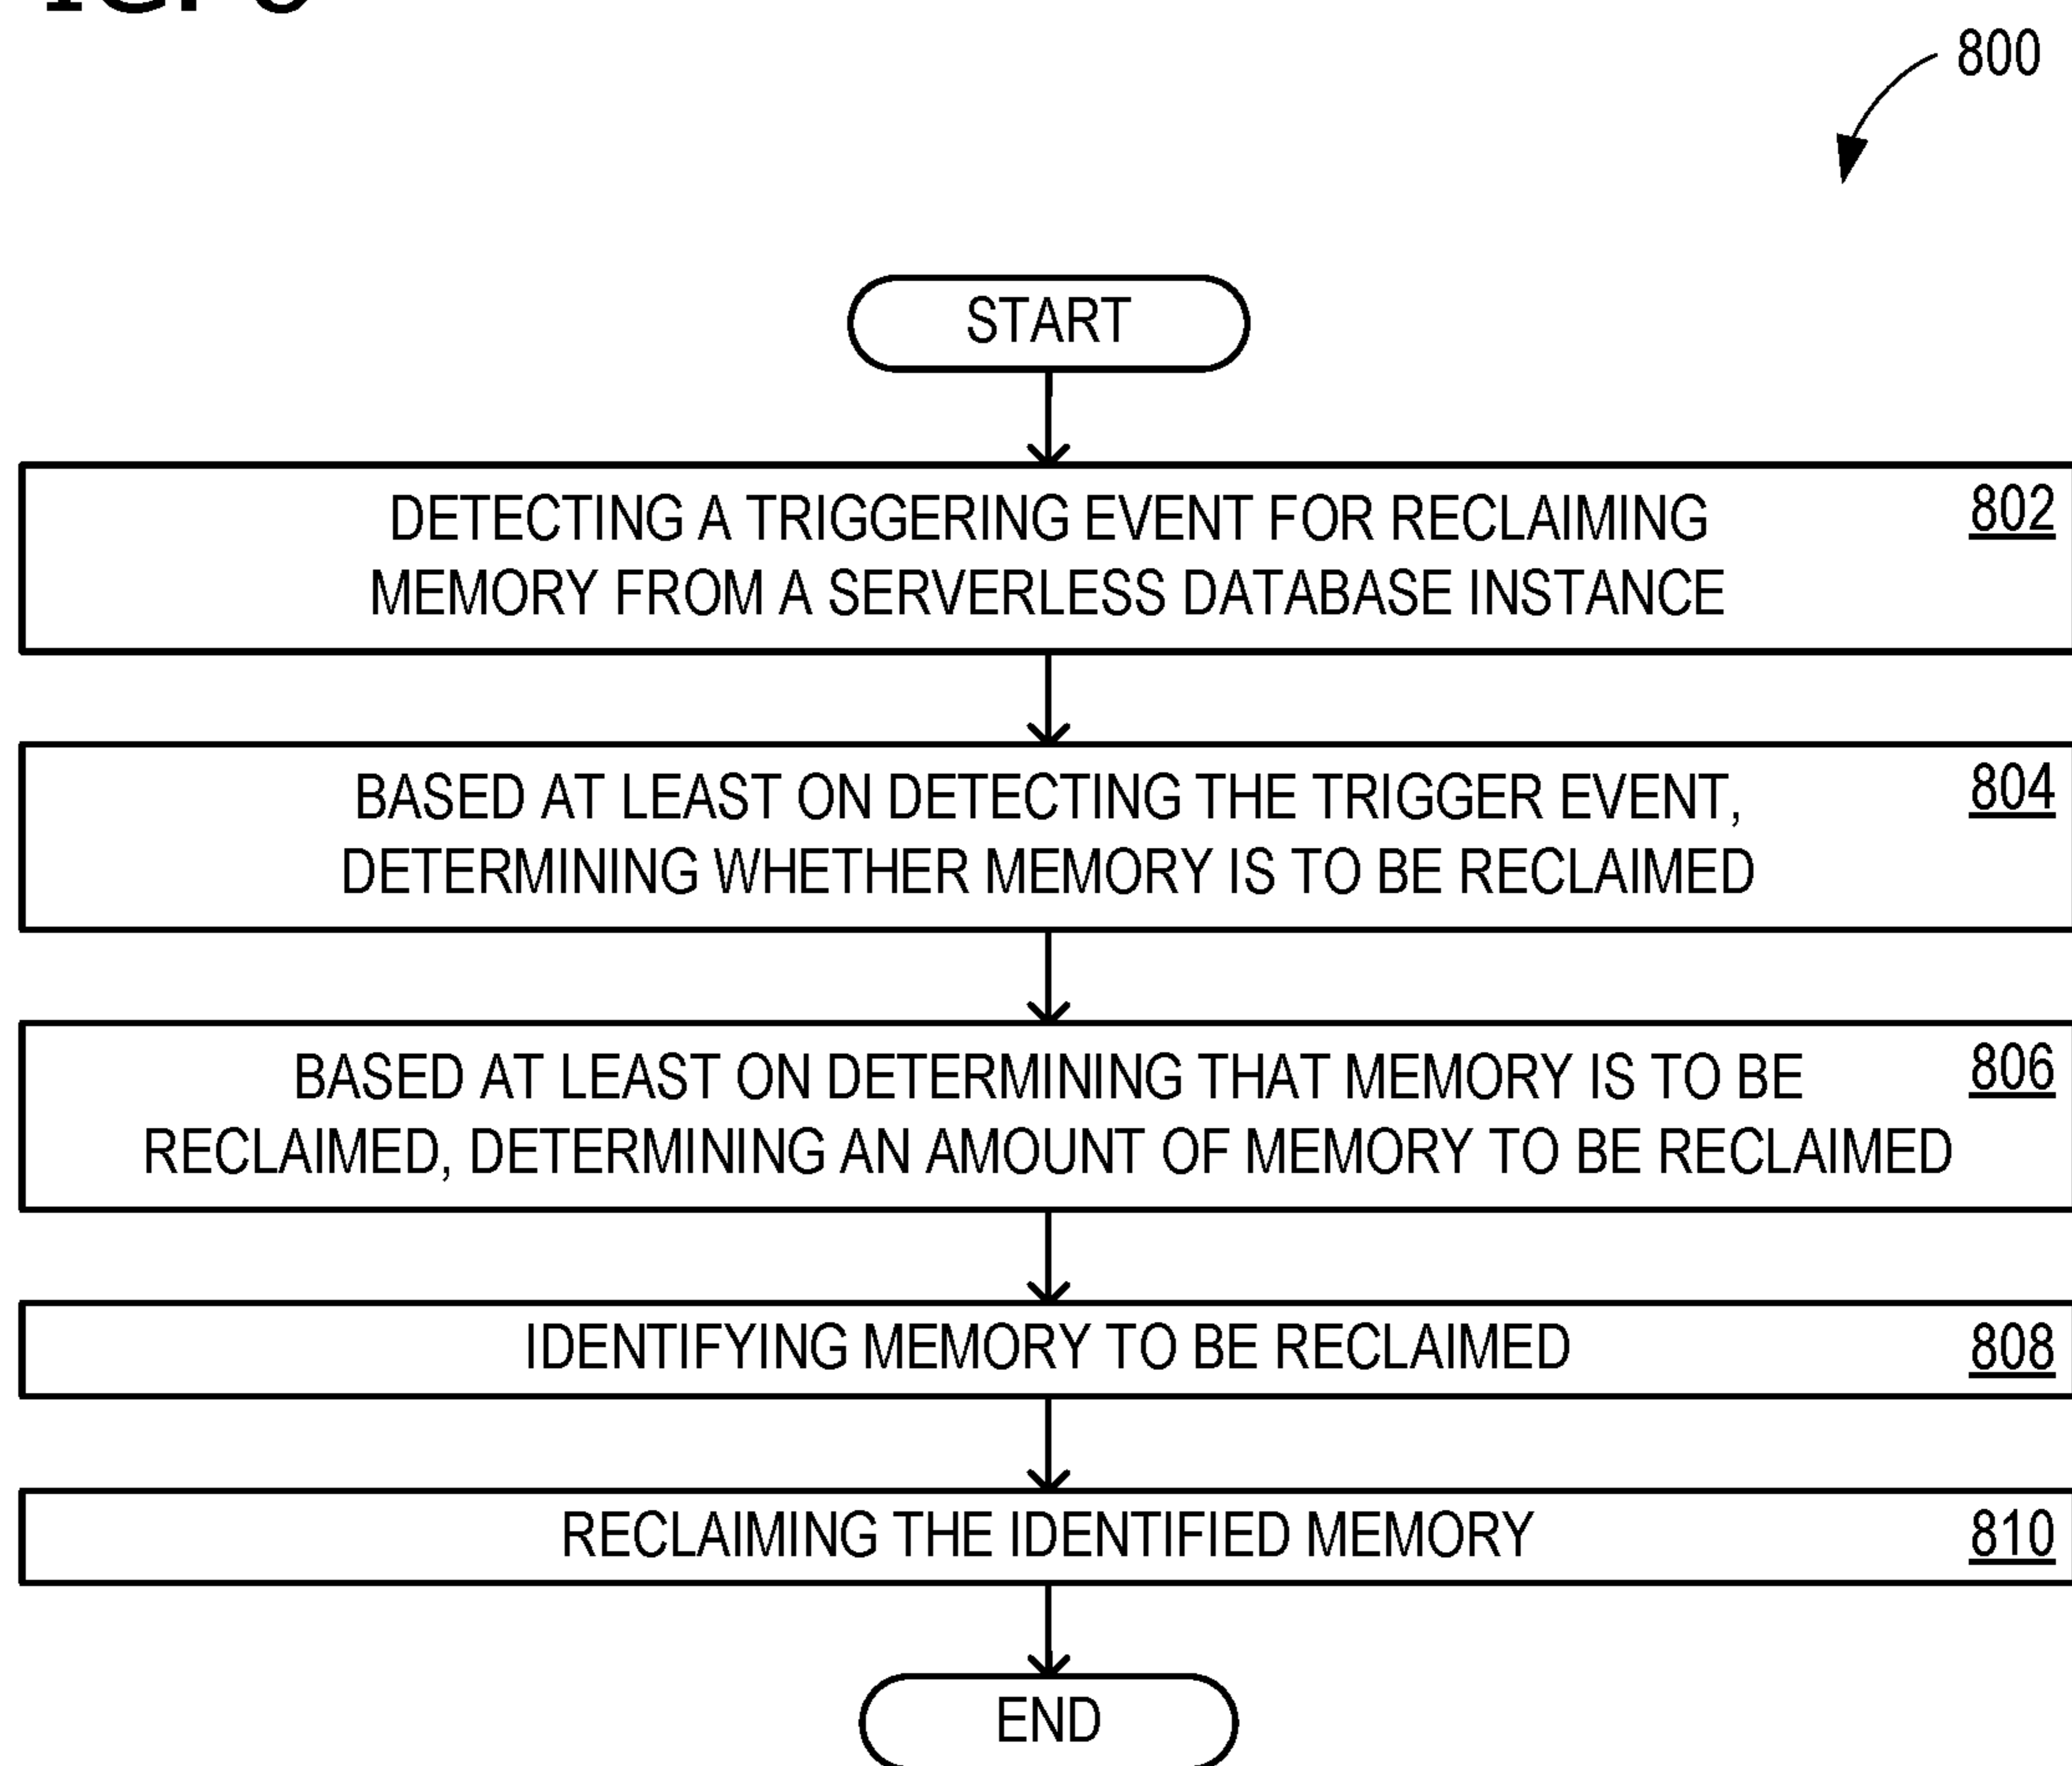 800
START
DETECTING A TRIGGERING EVENT FOR RECLAIMING
MEMORY FROM A SERVERLESS DATABASE INSTANCE
802
BASED AT LEAST ON DETECTING THE TRIGGER EVENT,
DETERMINING WHETHER MEMORY IS TO BE RECLAIMED
804
BASED AT LEAST ON DETERMINING THAT MEMORY IS TO BE
RECLAIMED, DETERMINING AN AMOUNT OF MEMORY TO BE RECLAIMED
806
IDENTIFYING MEMORY TO BE RECLAIMED
808
RECLAIMING THE IDENTIFIED MEMORY
810
END